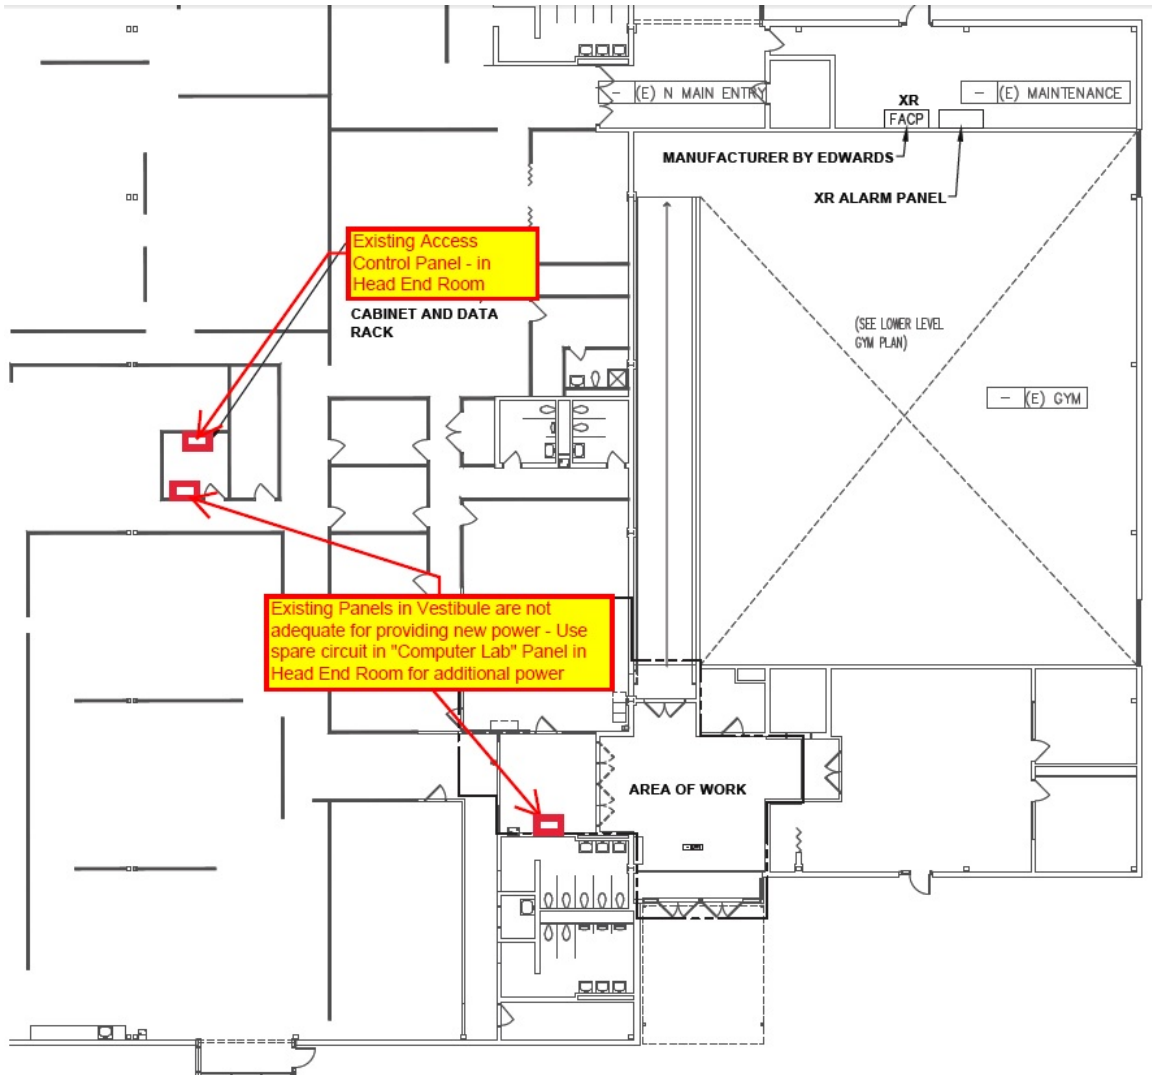 - (E) N MAIN ENTRY
XR
- (E) MAINTENANCE
FACP
MANUFACTURER BY EDWARDS
XR ALARM PANEL
Existing Access
Control Panel - in
Head End Room
CABINET AND DATA
RACK
(SEE LOWER LEVEL
GYM PLAN)
- (E) GYM
Existing Panels in Vestibule are not
adequate for providing new power - Use
spare circuit in "Computer Lab" Panel in
Head End Room for additional power
AREA OF WORK